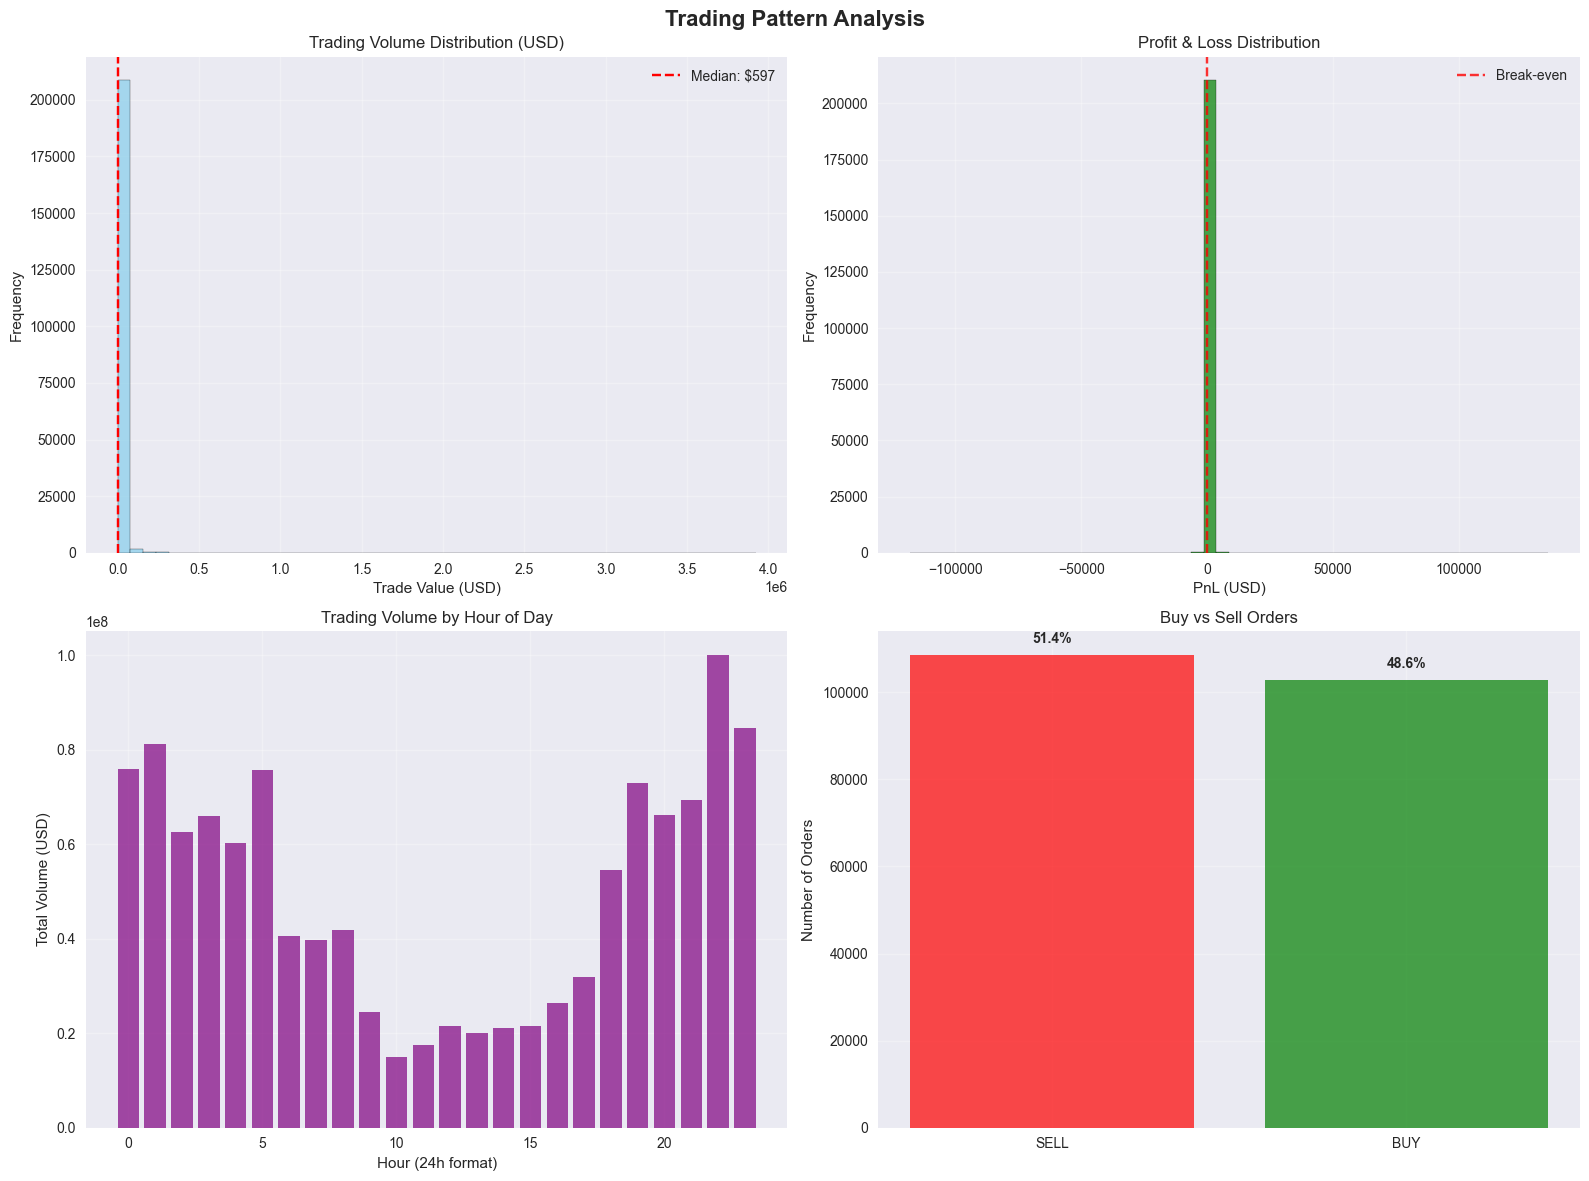 Trading Pattern Analysis
Trading Volume Distribution (USD)
Median: $597
200000
175000
150000
125000
100000
75000
50000
25000
0
Frequency
0.0 0.5 1.0 1.5 2.0 2.5 3.0 3.5 4.0
1e6
Trade Value (USD)
Profit & Loss Distribution
Break-even
200000
175000
150000
125000
100000
75000
50000
25000
0
Frequency
−100000 −50000 0 50000 100000
PnL (USD)
Trading Volume by Hour of Day
1e8
1.0
0.8
0.6
0.4
0.2
0.0
Total Volume (USD)
0 5 10 15 20
Hour (24h format)
Buy vs Sell Orders
51.4%
48.6%
100000
80000
60000
40000
20000
0
Number of Orders
SELL BUY